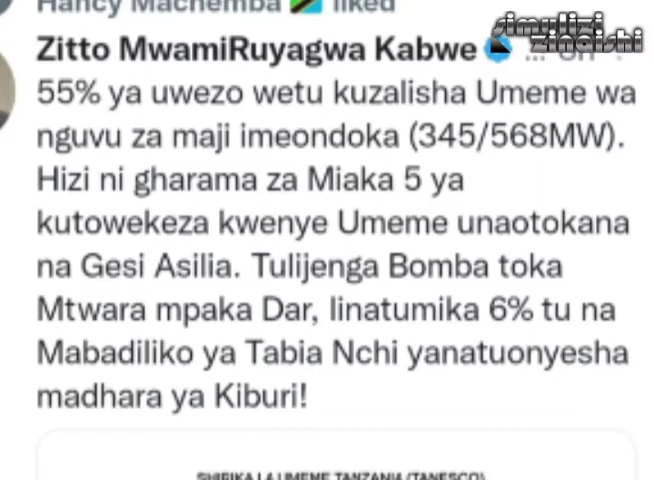 Hancy Machemba liked
simulizi
zinaishi
Zitto MwamiRuyagwa Kabwe
55% ya uwezo wetu kuzalisha Umeme wa
nguvu za maji imeondoka (345/568MW).
Hizi ni gharama za Miaka 5 ya
kutowekeza kwenye Umeme unaotokana
na Gesi Asilia. Tulijenga Bomba toka
Mtwara mpaka Dar, linatumika 6% tu na
Mabadiliko ya Tabia Nchi yanatuonyesha
madhara ya Kiburi!
SHIRIKA LA UMEME TANZANIA (TANESCO)